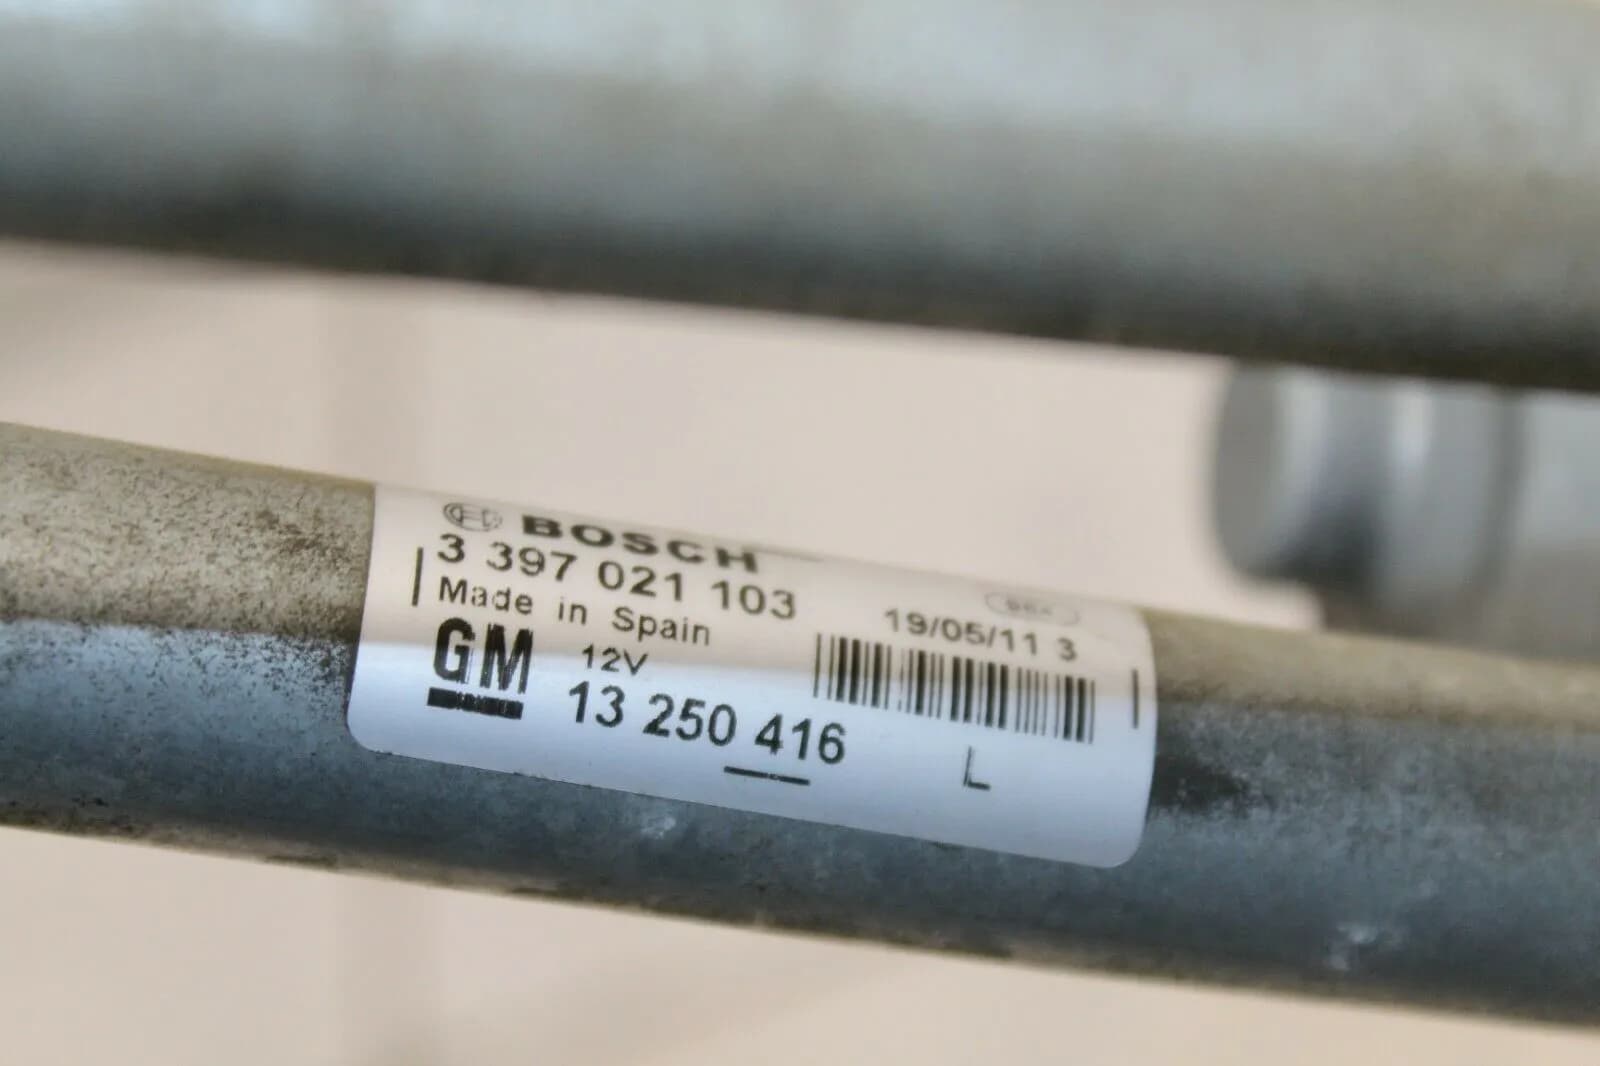 BOSCH
3 397 021 103
Made in Spain
19/05/11 3
GM
12V
13 250 416
L